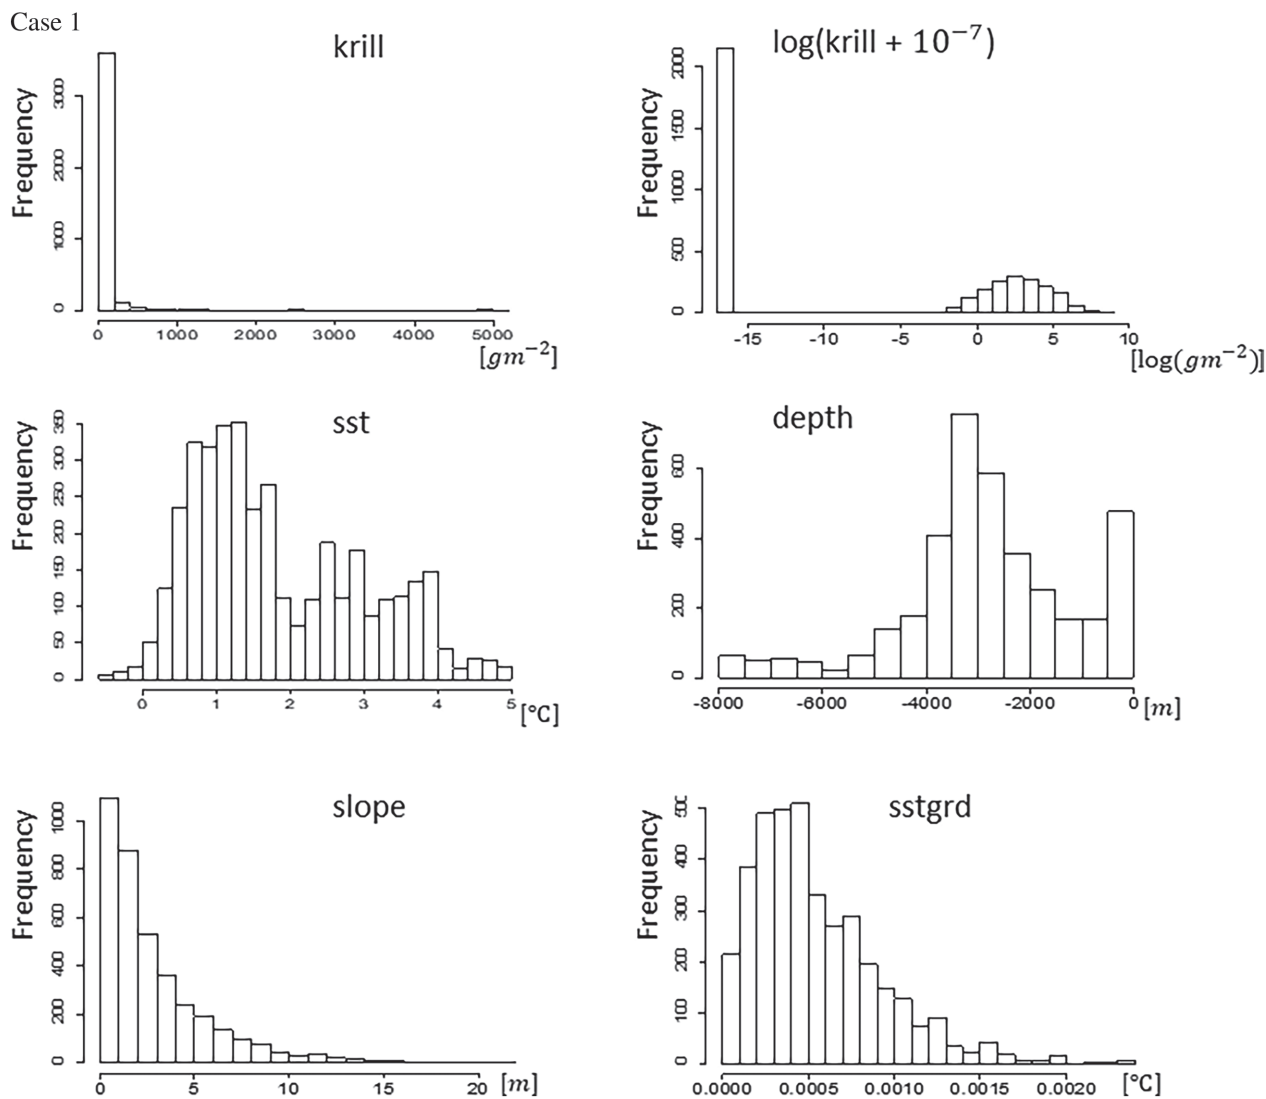 Case 1
krill
Frequency
0 1000 2000 3000
0 1000 2000 3000 4000 5000
[gm⁻²]
log(krill + 10⁻⁷)
Frequency
0 500 1000 1500 2000
-15 -10 -5 0 5 10
[log(gm⁻²)]
sst
Frequency
0 50 100 150 200 250 300 350
0 1 2 3 4 5
[°C]
depth
Frequency
0 200 400 600
-8000 -6000 -4000 -2000 0 [m]
slope
Frequency
0 200 400 600 800 1000
0 5 10 15 20 [m]
sstgrd
Frequency
0 100 200 300 400
0.0000 0.0005 0.0010 0.0015 0.0020 [°C]